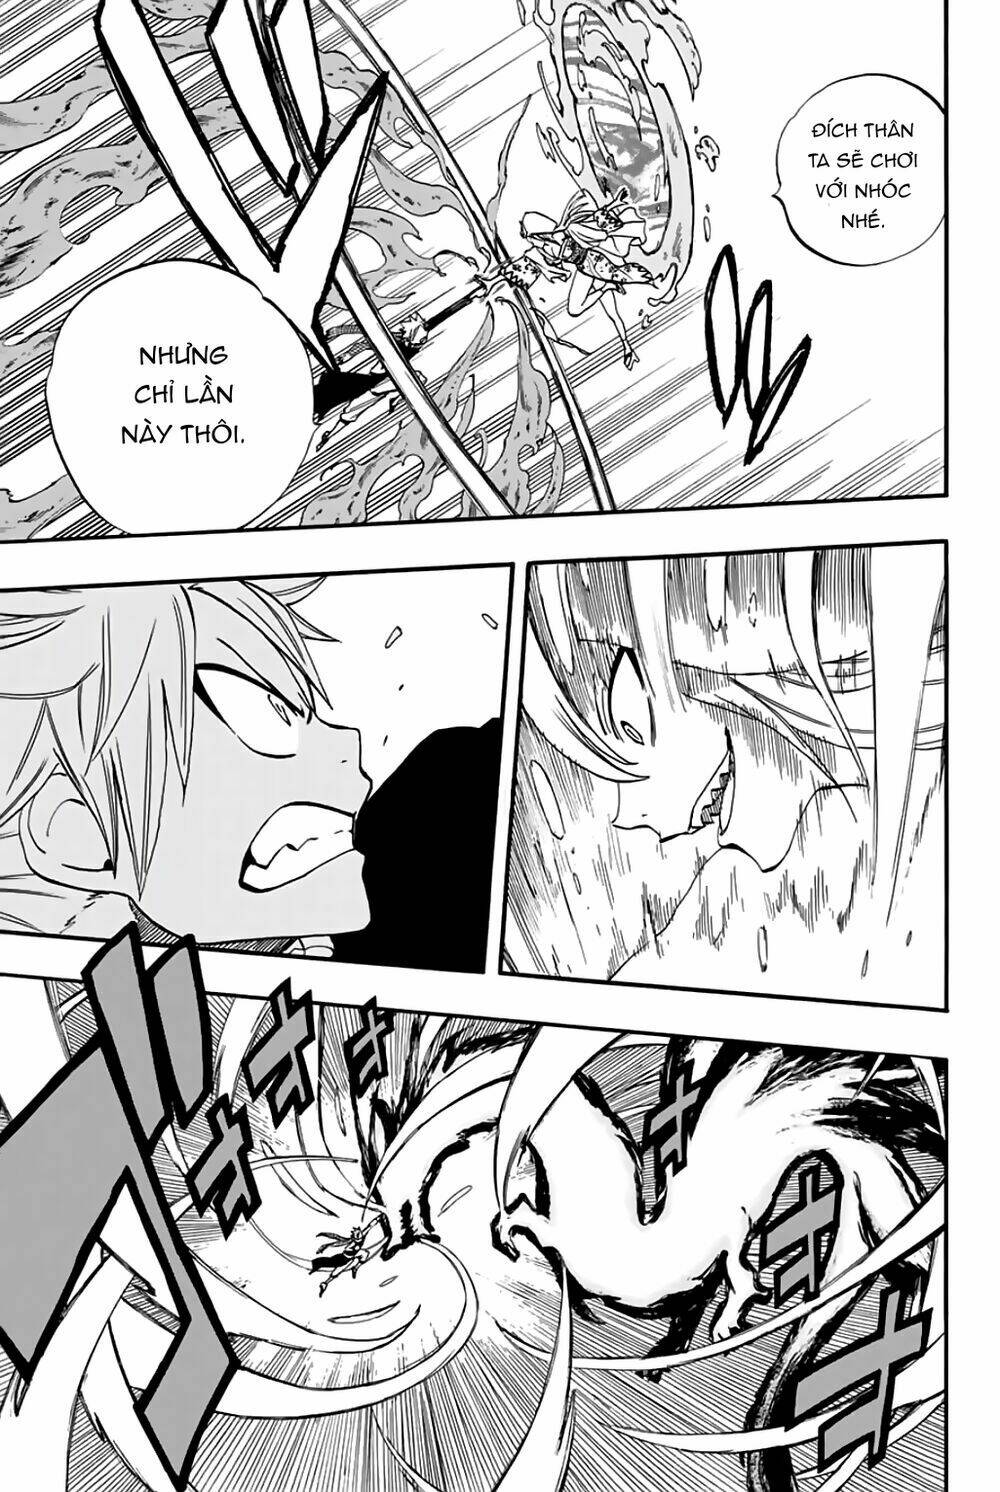 ĐÍCH THÂN
TA SẼ CHƠI
VỚI NHÓC
NHÉ.
NHƯNG
CHỈ LẦN
NÀY THÔI.